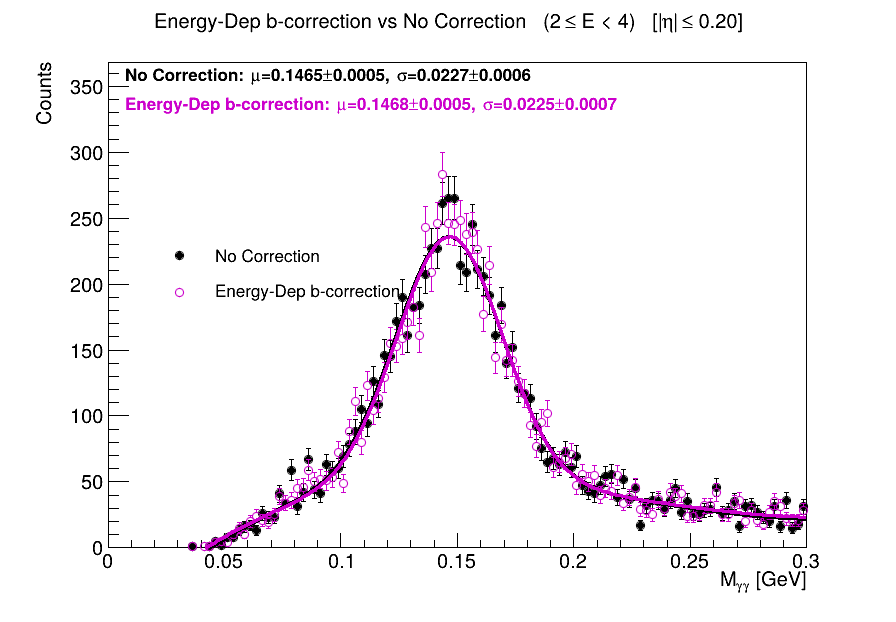 Energy-Dep b-correction vs No Correction (2 ≤ E < 4) [|η| ≤ 0.20]
No Correction: μ=0.1465±0.0005, σ=0.0227±0.0006
Energy-Dep b-correction: μ=0.1468±0.0005, σ=0.0225±0.0007
Counts
350
300
250
200
150
100
50
0
No Correction
Energy-Dep b-correction
0 0.05 0.1 0.15 0.2 0.25 0.3
M_γγ [GeV]